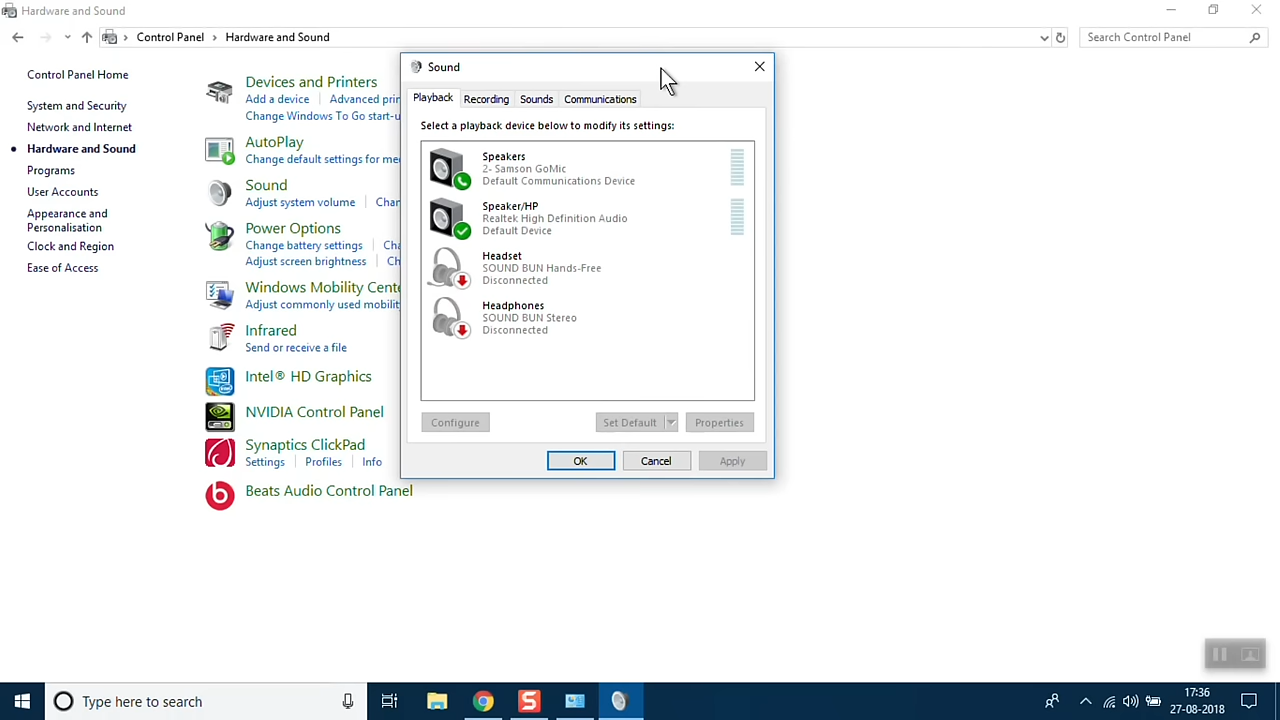 Hardware and Sound
Control Panel
Hardware and Sound
Search Control Panel
Control Panel Home
System and Security
Network and Internet
Hardware and Sound
Programs
User Accounts
Appearance and
Personalisation
Clock and Region
Ease of Access
Devices and Printers
Add a device
Advanced prin
Change Windows To Go start-u
AutoPlay
Change default settings for med
Sound
Adjust system volume
Chan
Power Options
Change battery settings
Cha
Adjust screen brightness
Ch
Windows Mobility Cente
Adjust commonly used mobility
Infrared
Send or receive a file
Intel® HD Graphics
NVIDIA Control Panel
Synaptics ClickPad
Settings
Profiles
Info
Beats Audio Control Panel
Sound
Playback
Recording
Sounds
Communications
Select a playback device below to modify its settings:
Speakers
2- Samson GoMic
Default Communications Device
Speaker/HP
Realtek High Definition Audio
Default Device
Headset
SOUND BUN Hands-Free
Disconnected
Headphones
SOUND BUN Stereo
Disconnected
Configure
Set Default
Properties
OK
Cancel
Apply
Type here to search
17:36
27-08-2018